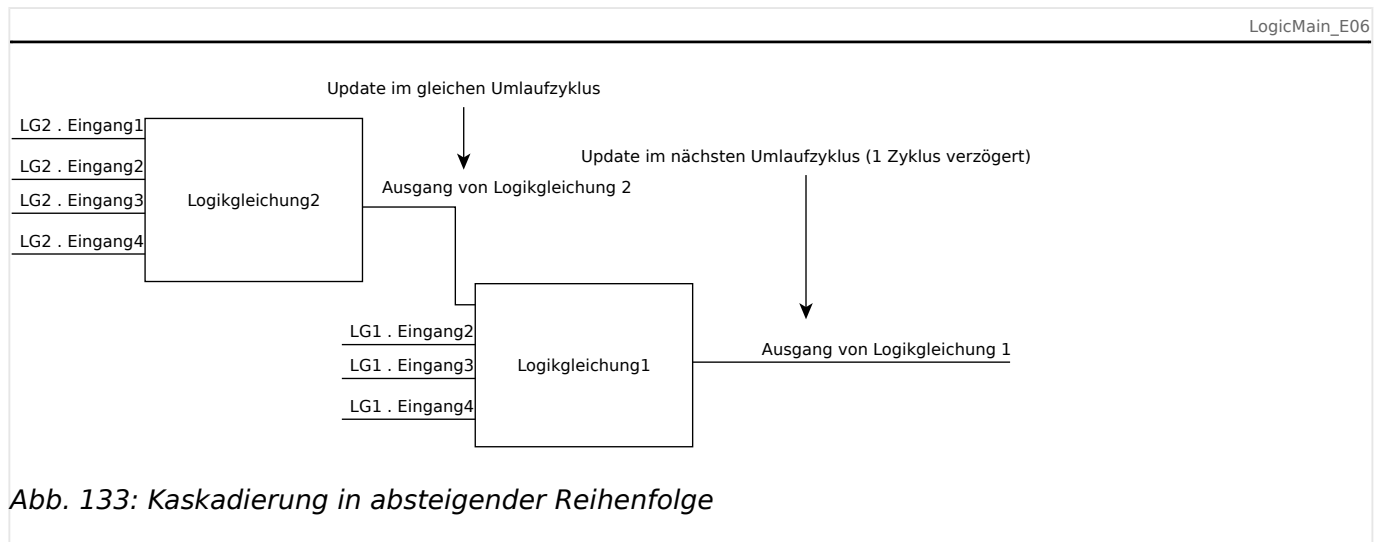 LogicMain_E06
Update im gleichen Umlaufzyklus
LG2 . Eingang1
Update im nächsten Umlaufzyklus (1 Zyklus verzögert)
LG2 . Eingang2
Ausgang von Logikgleichung 2
LG2 . Eingang3
Logikgleichung2
LG2 . Eingang4
LG1 . Eingang2
Ausgang von Logikgleichung 1
LG1 . Eingang3
Logikgleichung1
LG1 . Eingang4
Abb. 133: Kaskadierung in absteigender Reihenfolge